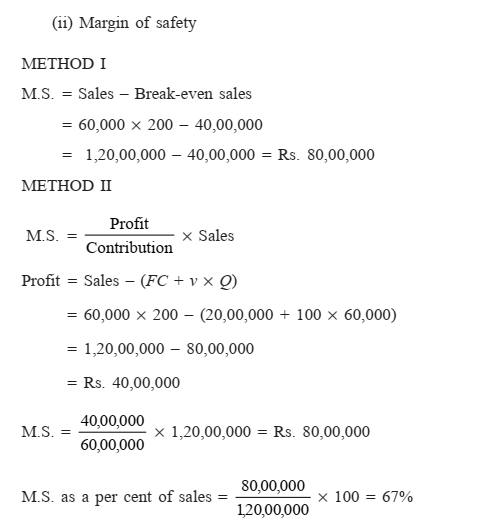 (ii) Margin of safety
METHOD I
M.S. = Sales – Break-even sales
= 60,000 × 200 – 40,00,000
= 1,20,00,000 – 40,00,000 = Rs. 80,00,000
METHOD II
M.S. = Profit / Contribution × Sales
Profit = Sales – (FC + v × Q)
= 60,000 × 200 – (20,00,000 + 100 × 60,000)
= 1,20,00,000 – 80,00,000
= Rs. 40,00,000
M.S. = 40,00,000 / 60,00,000 × 1,20,00,000 = Rs. 80,00,000
M.S. as a per cent of sales = 80,00,000 / 1,20,00,000 × 100 = 67%